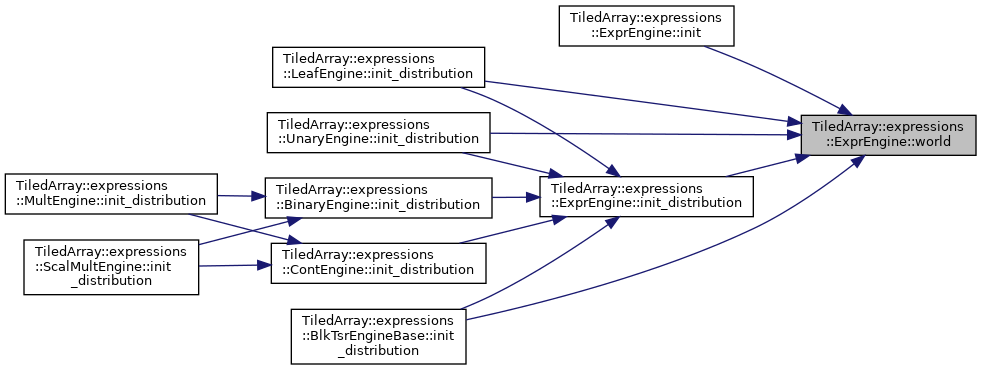 TiledArray::expressions
::ExprEngine::init
TiledArray::expressions
::LeafEngine::init_distribution
TiledArray::expressions
::ExprEngine::world
TiledArray::expressions
::UnaryEngine::init_distribution
TiledArray::expressions
::MultEngine::init_distribution
TiledArray::expressions
::BinaryEngine::init_distribution
TiledArray::expressions
::ExprEngine::init_distribution
TiledArray::expressions
::ScalMultEngine::init
_distribution
TiledArray::expressions
::ContEngine::init_distribution
TiledArray::expressions
::BlkTsrEngineBase::init
_distribution